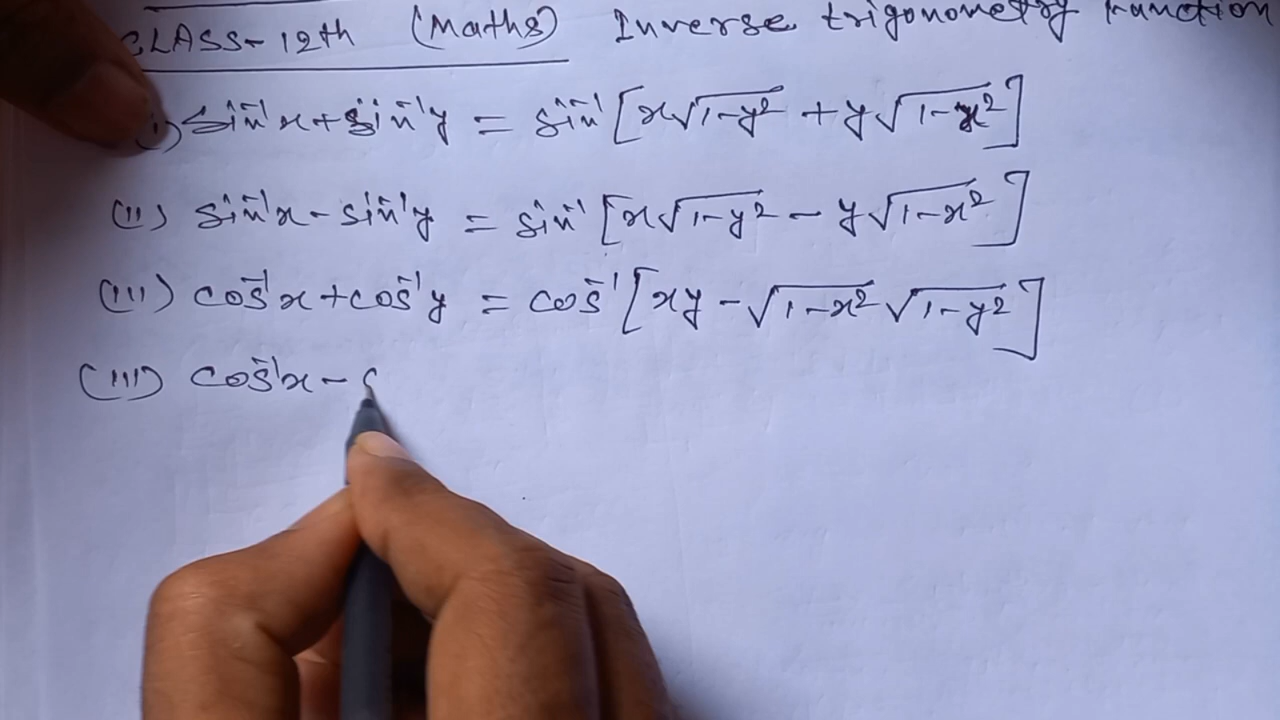 CLASS-12th (Maths) Inverse trigonometry function
(i) sin⁻¹x + sin⁻¹y = sin⁻¹[x√1-y² + y√1-x²]
(ii) sin⁻¹x - sin⁻¹y = sin⁻¹[x√1-y² - y√1-x²]
(iii) cos⁻¹x + cos⁻¹y = cos⁻¹[xy - √1-x² √1-y²]
(iii) cos⁻¹x - c